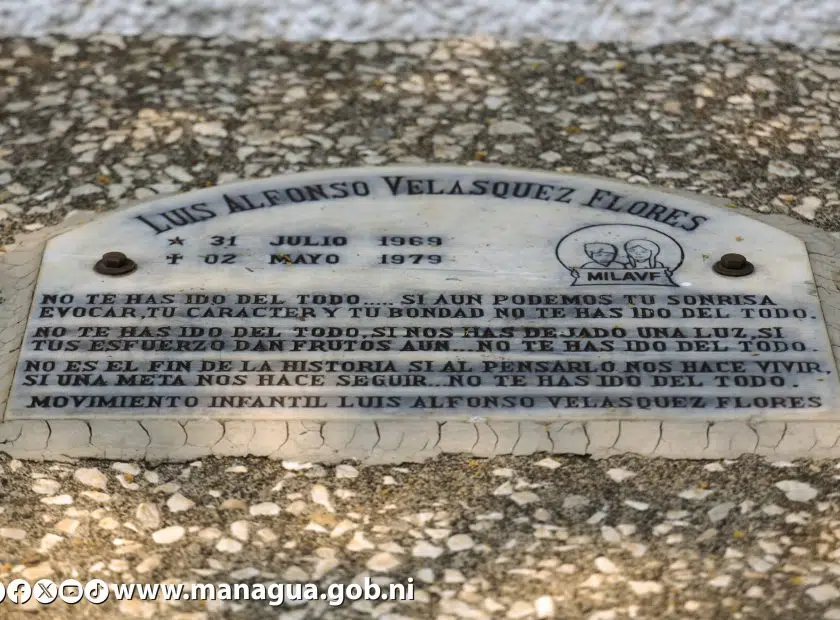 LUIS ALFONSO VELASQUEZ FLORES
31 JULIO 1969
02 MAYO 1979
MILAVF
NO TE HAS IDO DEL TODO..... SI AUN PODEMOS TU SONRISA
EVOCAR, TU CARACTER Y TU BONDAD NO TE HAS IDO DEL TODO.
NO TE HAS IDO DEL TODO, SI NOS HAS DEJADO UNA LUZ, SI
TUS ESFUERZO DAN FRUTOS AUN...NO TE HAS IDO DEL TODO.
NO ES EL FIN DE LA HISTORIA SI AL PENSARLO NOS HACE VIVIR,
SI UNA META NOS HACE SEGUIR...NO TE HAS IDO DEL TODO.
MOVIMIENTO INFANTIL LUIS ALFONSO VELASQUEZ FLORES
www.managua.gob.ni